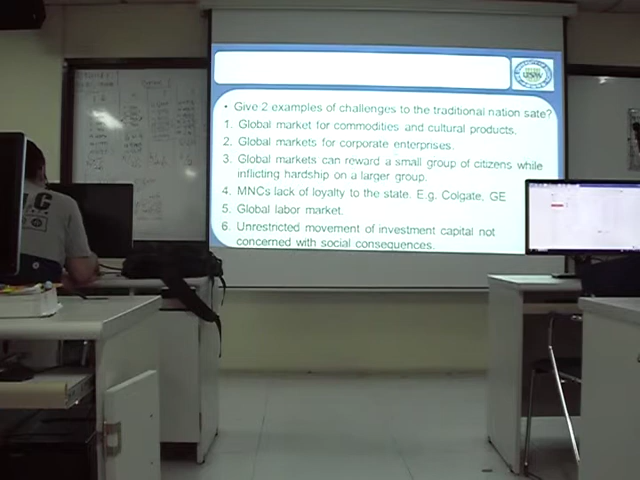 • Give 2 examples of challenges to the traditional nation sate?
1. Global market for commodities and cultural products.
2. Global markets for corporate enterprises.
3. Global markets can reward a small group of citizens while
inflicting hardship on a larger group.
4. MNCs lack of loyalty to the state. E.g. Colgate, GE
5. Global labor market.
6. Unrestricted movement of investment capital not
concerned with social consequences.